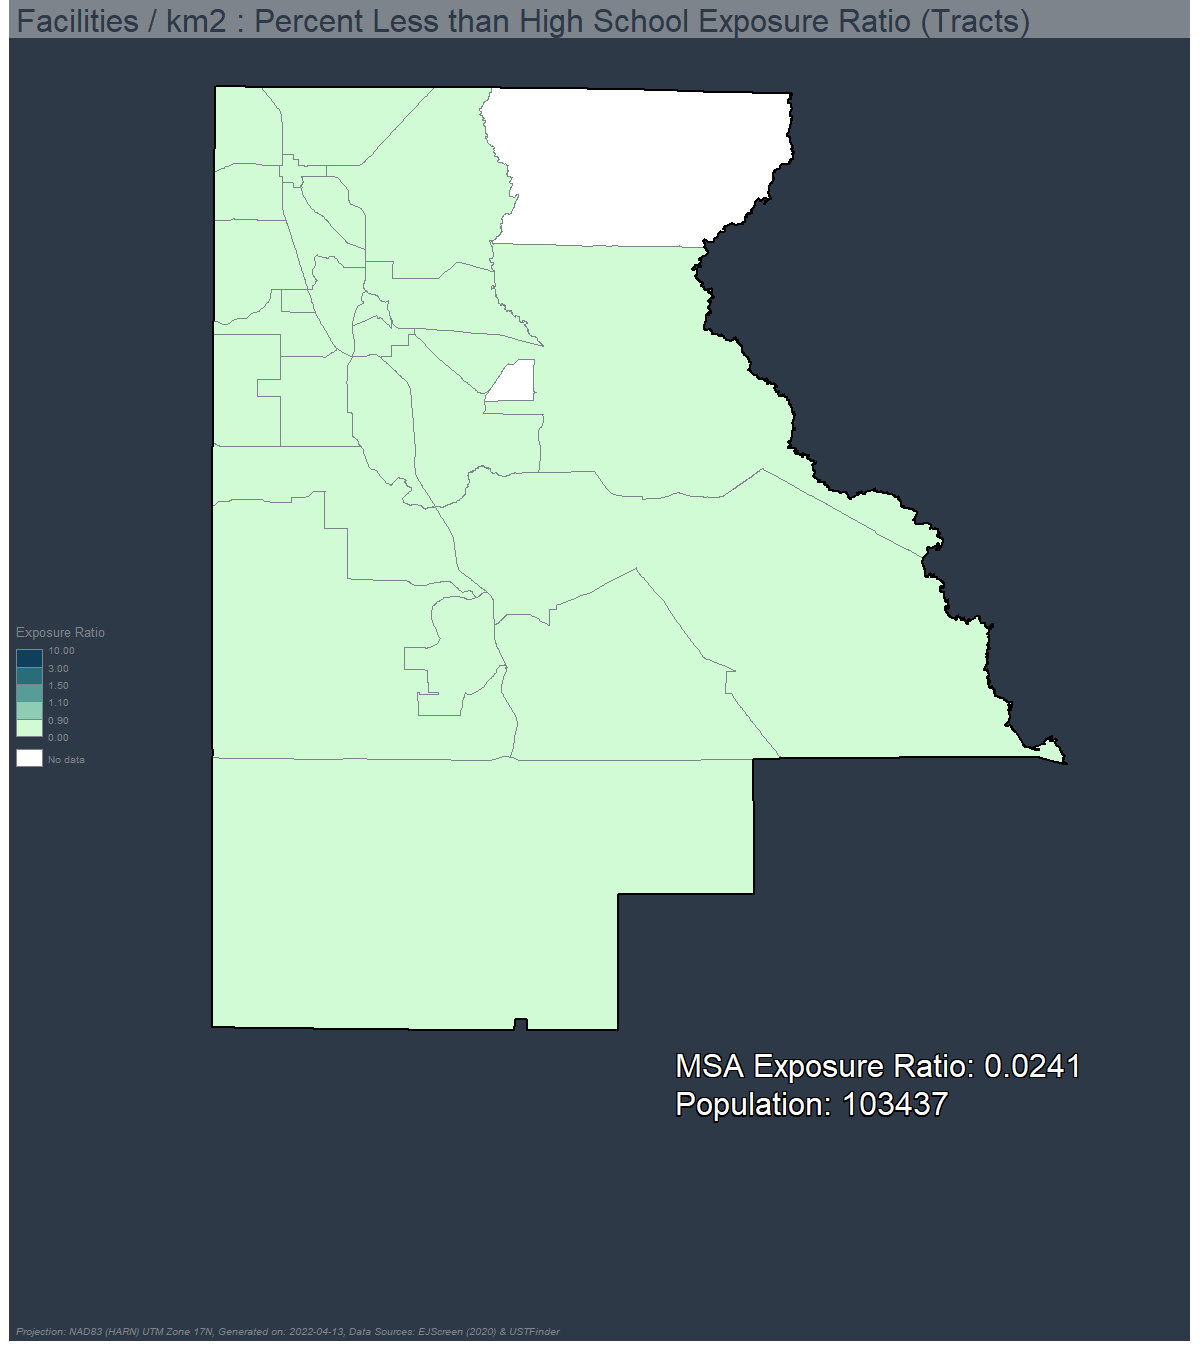 Facilities / km2 : Percent Less than High School Exposure Ratio (Tracts)
Exposure Ratio
10.00
3.00
1.50
1.10
0.90
0.00
No data
MSA Exposure Ratio: 0.0241
Population: 103437
Projection: NAD83 (HARN) UTM Zone 17N, Generated on: 2022-04-13, Data Sources: EJScreen (2020) & USTFinder